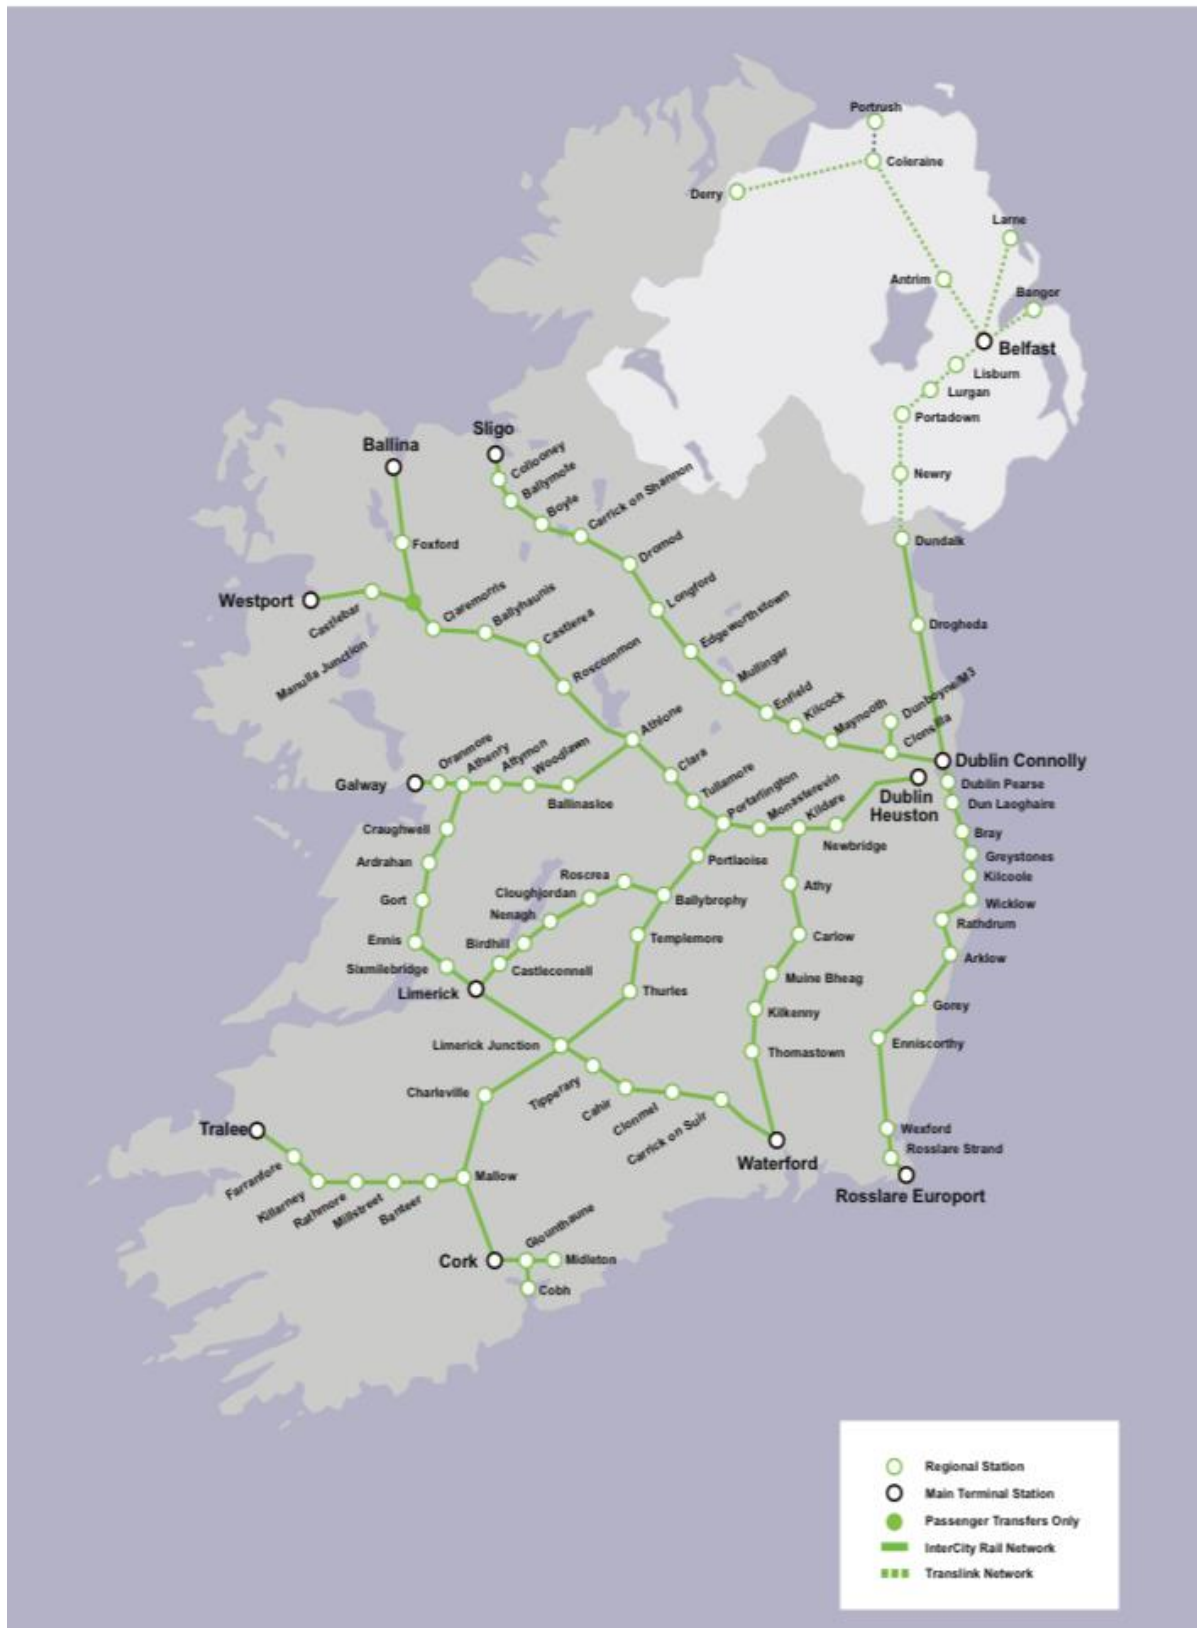 Portrush
Coleraine
Derry
Larne
Antrim
Bangor
Belfast
Lisburn
Lurgan
Portadown
Newry
Dundalk
Drogheda
Sligo
Collooney
Ballymote
Boyle
Carrick on Shannon
Dromod
Longford
Edgeworthstown
Mullingar
Enfield
Kilcock
Maynooth
Dunboyne/M3
Clonsilla
Ballina
Foxford
Westport
Castlebar
Manulla Junction
Claremorris
Ballyhaunis
Castlerea
Roscommon
Athlone
Galway
Oranmore
Athenry
Attymon
Woodlawn
Ballinasloe
Clara
Tullamore
Portarlington
Monasterevin
Kildare
Newbridge
Dublin
Heuston
Dublin Connolly
Dublin Pearse
Dun Laoghaire
Bray
Greystones
Kilcoole
Wicklow
Rathdrum
Arklow
Gorey
Enniscorthy
Wexford
Rosslare Strand
Rosslare Europort
Craughwell
Ardrahan
Gort
Ennis
Sixmilebridge
Limerick
Roscrea
Cloughjordan
Nenagh
Birdhill
Castleconnell
Portlaoise
Ballybrophy
Templemore
Thurles
Athy
Carlow
Muine Bheag
Kilkenny
Thomastown
Limerick Junction
Tipperary
Cahir
Clonmel
Carrick on Suir
Waterford
Charleville
Tralee
Farranfore
Killarney
Rathmore
Millstreet
Banteer
Mallow
Cork
Glounthaune
Midleton
Cobh
Regional Station
Main Terminal Station
Passenger Transfers Only
InterCity Rail Network
Translink Network